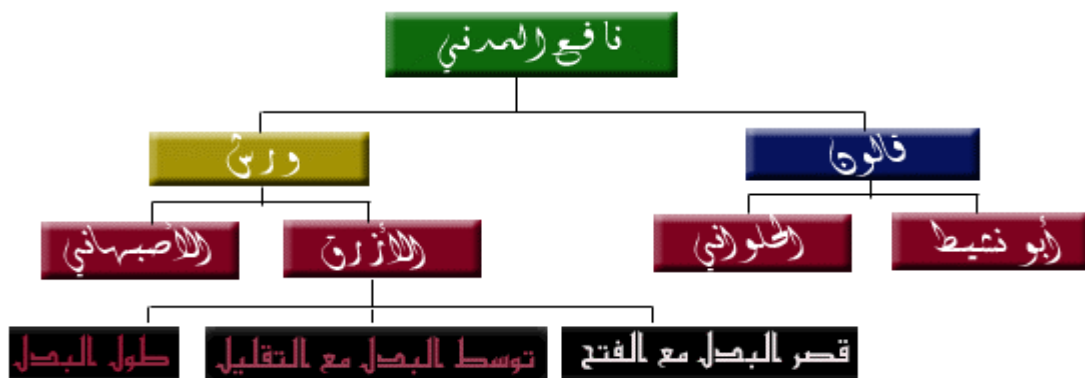 نافع المدني
قالون
ورش
أبو نشيط
الحلواني
الأزرق
الأصبهاني
قصر البدل مع الفتح
توسط البدل مع التقليل
طول البدل